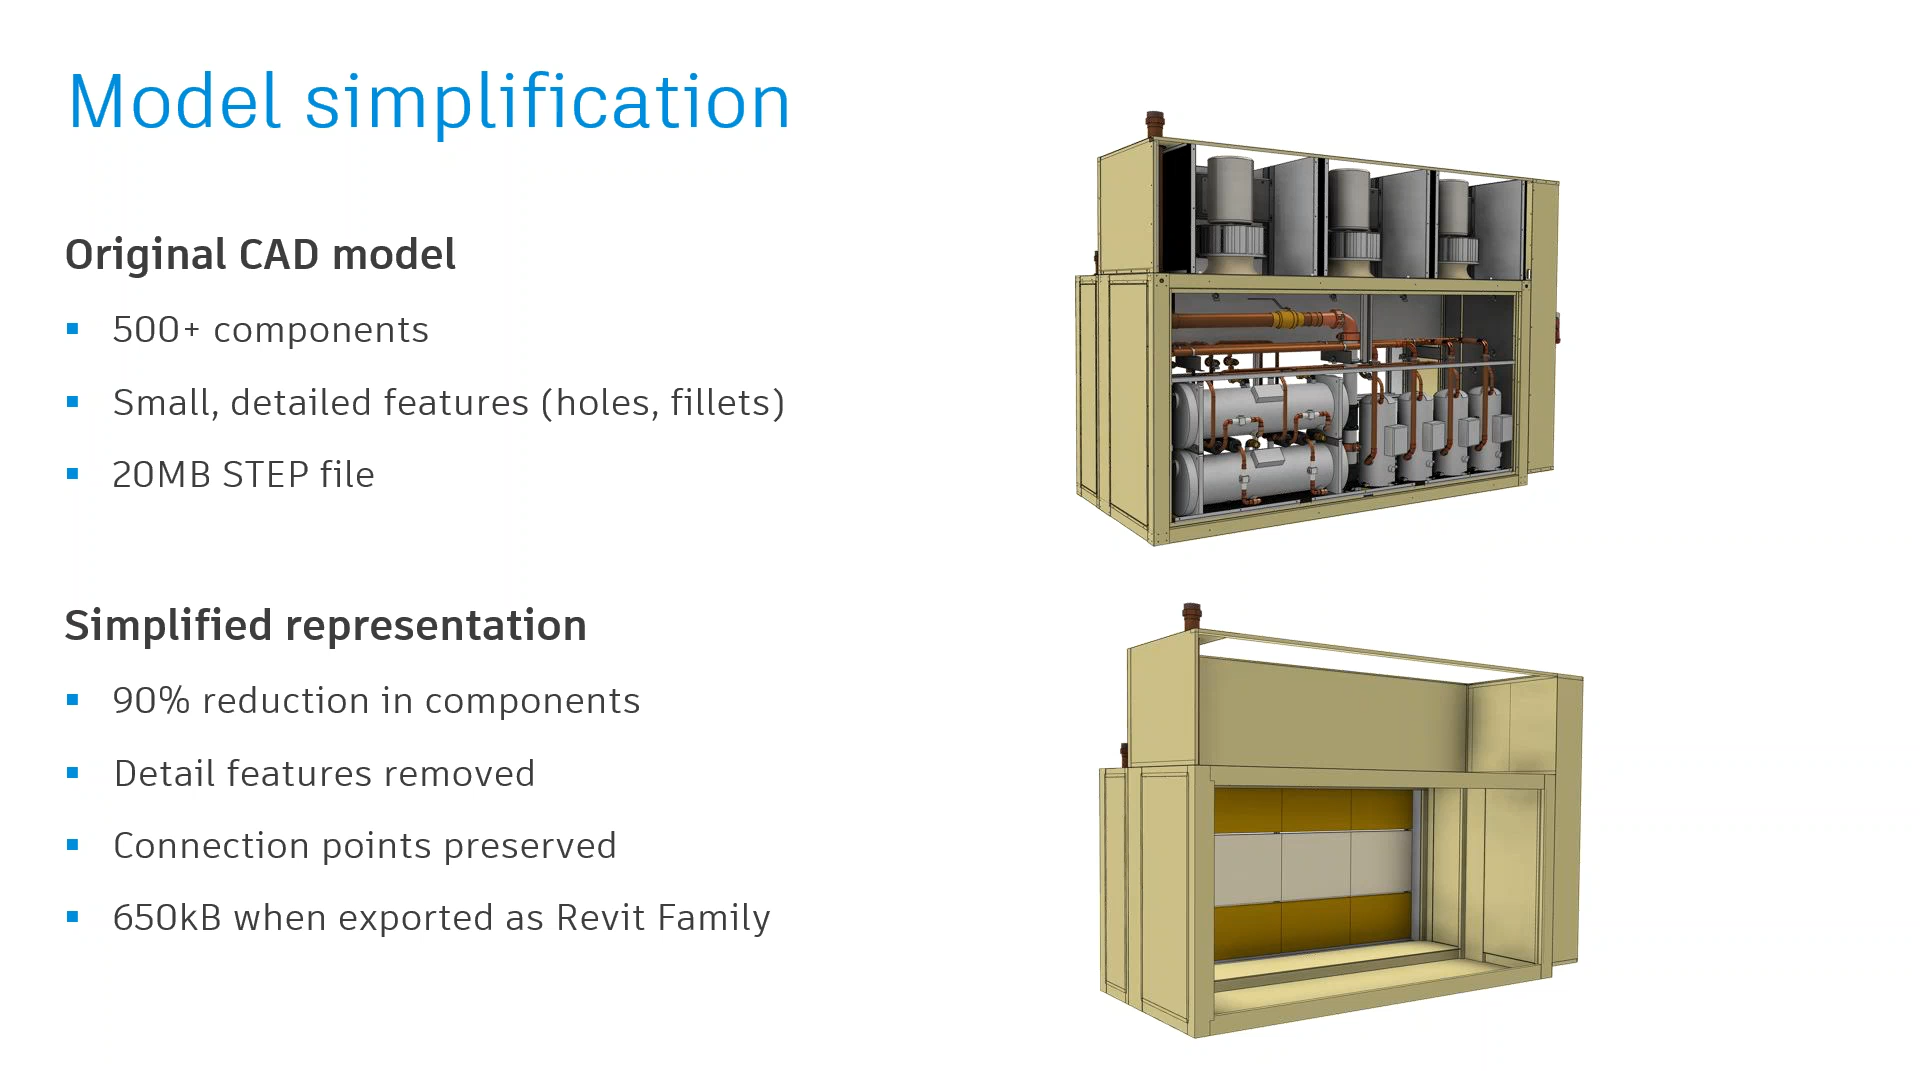 Model simplification
Original CAD model
▪ 500+ components
▪ Small, detailed features (holes, fillets)
▪ 20MB STEP file
Simplified representation
▪ 90% reduction in components
▪ Detail features removed
▪ Connection points preserved
▪ 650kB when exported as Revit Family